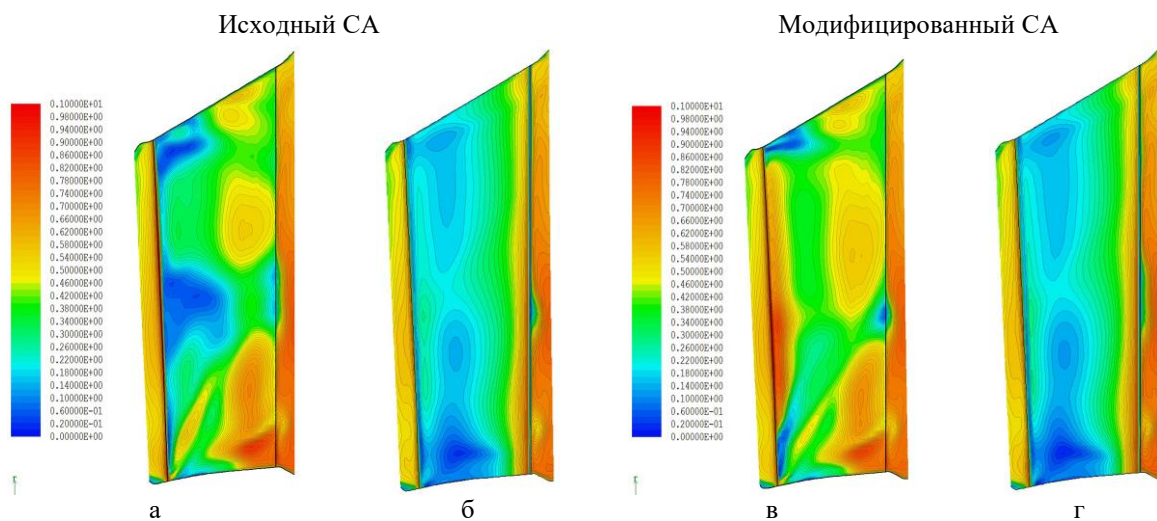 Исходный СА
Модифицированный СА
0.10000E+01
0.98000E+00
0.94000E+00
0.90000E+00
0.86000E+00
0.82000E+00
0.78000E+00
0.74000E+00
0.70000E+00
0.66000E+00
0.62000E+00
0.58000E+00
0.54000E+00
0.50000E+00
0.46000E+00
0.42000E+00
0.38000E+00
0.34000E+00
0.30000E+00
0.26000E+00
0.22000E+00
0.18000E+00
0.14000E+00
0.10000E+00
0.60000E-01
0.20000E-01
0.00000E+00
0.10000E+01
0.98000E+00
0.94000E+00
0.90000E+00
0.86000E+00
0.82000E+00
0.78000E+00
0.74000E+00
0.70000E+00
0.66000E+00
0.62000E+00
0.58000E+00
0.54000E+00
0.50000E+00
0.46000E+00
0.42000E+00
0.38000E+00
0.34000E+00
0.30000E+00
0.26000E+00
0.22000E+00
0.18000E+00
0.14000E+00
0.10000E+00
0.60000E-01
0.20000E-01
0.00000E+00
а
б
в
г